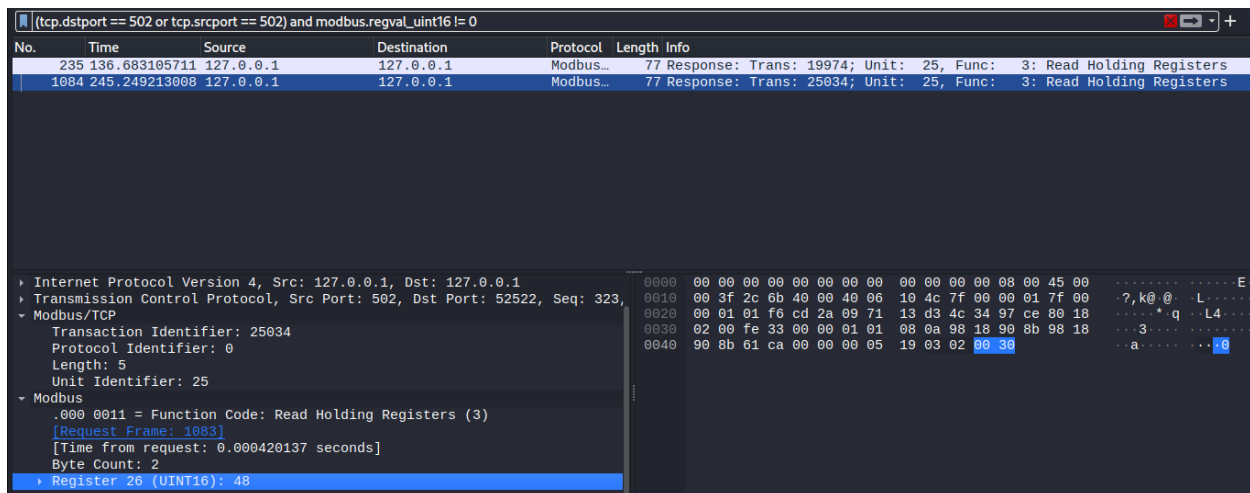 (tcp.dstport == 502 or tcp.srcport == 502) and modbus.regval_uint16 != 0
No. Time Source Destination Protocol Length Info
235 136.683105711 127.0.0.1 127.0.0.1 Modbus… 77 Response: Trans: 19974; Unit: 25, Func: 3: Read Holding Registers
1084 245.249213008 127.0.0.1 127.0.0.1 Modbus… 77 Response: Trans: 25034; Unit: 25, Func: 3: Read Holding Registers
Internet Protocol Version 4, Src: 127.0.0.1, Dst: 127.0.0.1
Transmission Control Protocol, Src Port: 502, Dst Port: 52522, Seq: 323,
Modbus/TCP
Transaction Identifier: 25034
Protocol Identifier: 0
Length: 5
Unit Identifier: 25
Modbus
.000 0011 = Function Code: Read Holding Registers (3)
[Request Frame: 1083]
[Time from request: 0.000420137 seconds]
Byte Count: 2
Register 26 (UINT16): 48
0000 00 00 00 00 00 00 00 00 00 00 00 00 08 00 45 00 ········ ······E·
0010 00 3f 2c 6b 40 00 40 06 10 4c 7f 00 00 01 7f 00 ·?,k@·@· ·L······
0020 00 01 01 f6 cd 2a 09 71 13 d3 4c 34 97 ce 80 18 ·····*·q ··L4····
0030 02 00 fe 33 00 00 01 01 08 0a 98 18 90 8b 98 18 ···3···· ········
0040 90 8b 61 ca 00 00 00 05 19 03 02 00 30 ··a····· ····0